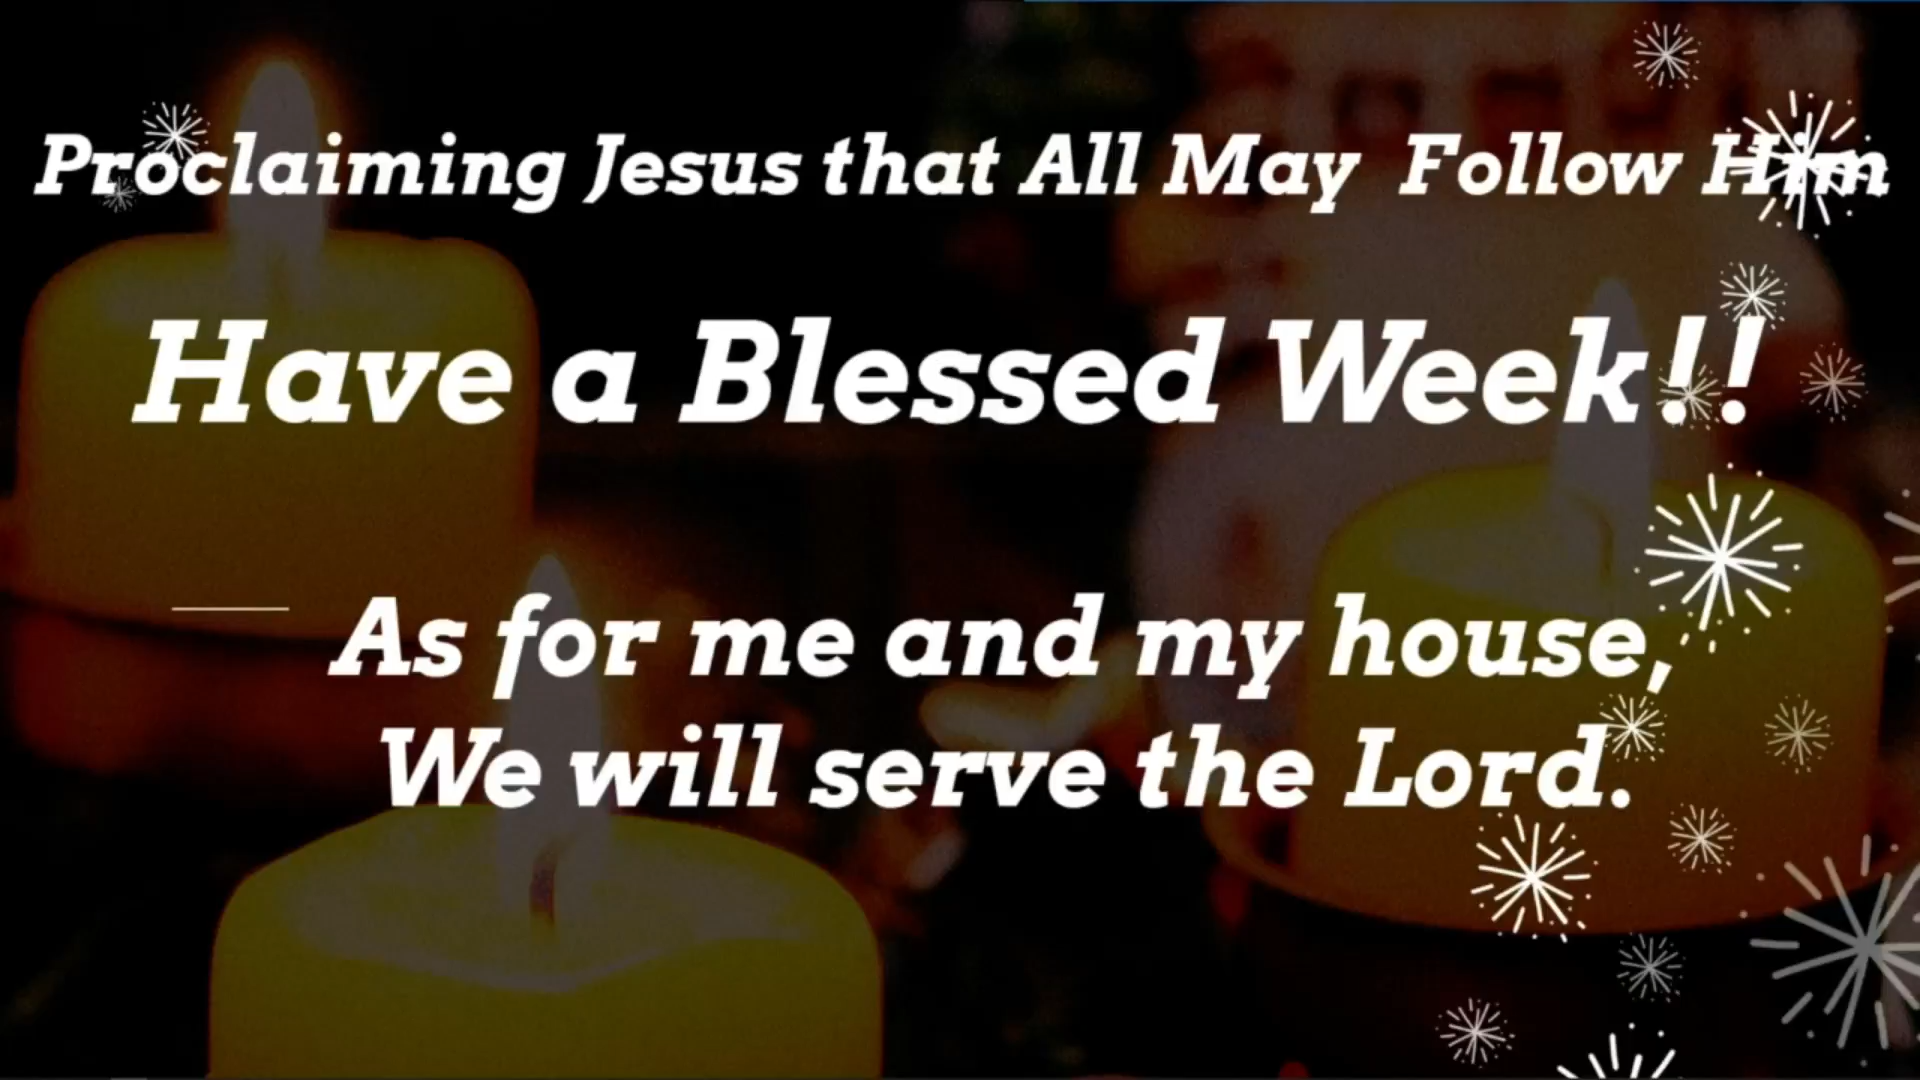 Proclaiming Jesus that All May Follow Him
Have a Blessed Week!!
As for me and my house,
We will serve the Lord.